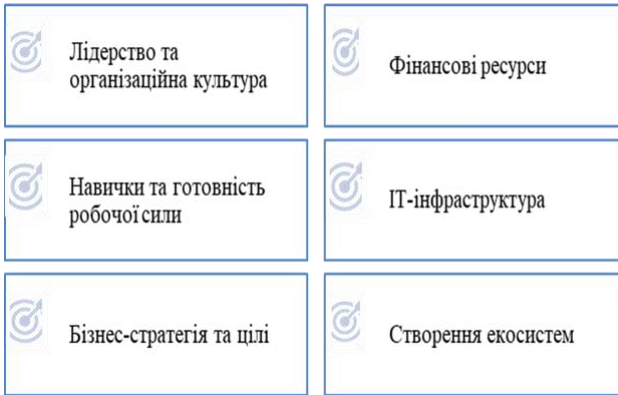 Лідерство та
організаційна культура
Фінансові ресурси
Навички та готовність
робочої сили
ІТ-інфраструктура
Бізнес-стратегія та цілі
Створення екосистем